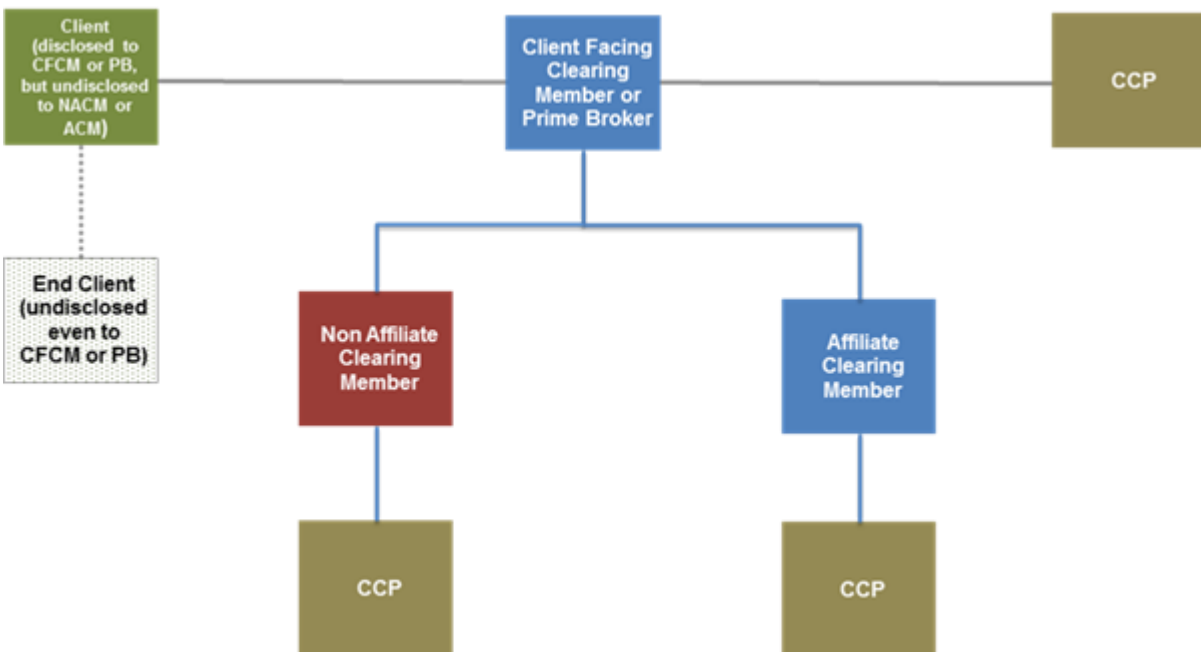 Client
(disclosed to
CFCM or PB,
but undisclosed
to NACM or
ACM)
Client Facing
Clearing
Member or
Prime Broker
CCP
End Client
(undisclosed
even to
CFCM or PB)
Non Affiliate
Clearing
Member
Affiliate
Clearing
Member
CCP
CCP